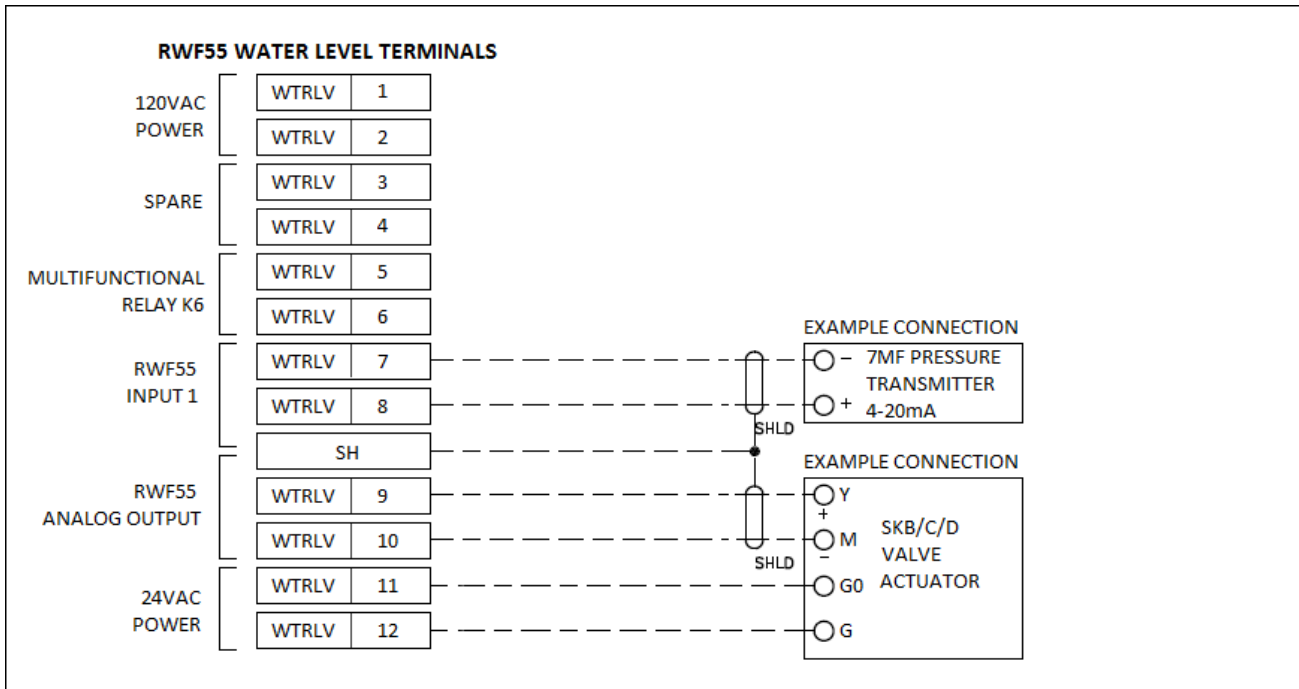 RWF55 WATER LEVEL TERMINALS
120VAC
POWER
WTRLV 1
WTRLV 2
SPARE
WTRLV 3
WTRLV 4
MULTIFUNCTIONAL
RELAY K6
WTRLV 5
WTRLV 6
RWF55
INPUT 1
WTRLV 7
WTRLV 8
SH
RWF55
ANALOG OUTPUT
WTRLV 9
WTRLV 10
24VAC
POWER
WTRLV 11
WTRLV 12
SHLD
SHLD
EXAMPLE CONNECTION
− 7MF PRESSURE
TRANSMITTER
+ 4-20mA
EXAMPLE CONNECTION
Y
+
M
−
G0
G
SKB/C/D
VALVE
ACTUATOR